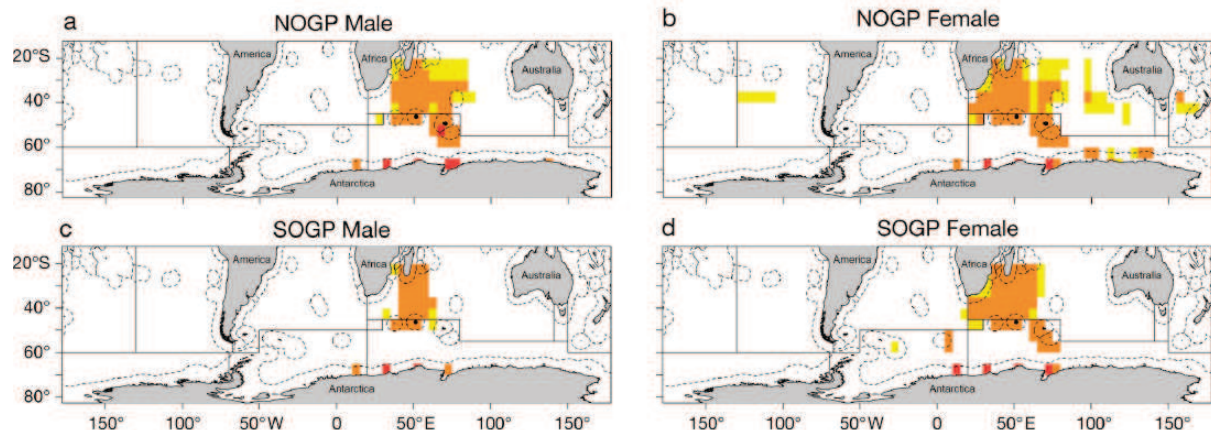 a NOGP Male
b NOGP Female
America
Africa
Australia
America
Africa
Australia
20°S
40°
60°
80°
Antarctica
Antarctica
c SOGP Male
d SOGP Female
America
Africa
Australia
America
Africa
Australia
20°S
40°
60°
80°
Antarctica
Antarctica
150° 100° 50°W 0° 50°E 100° 150°
150° 100° 50°W 0° 50°E 100° 150°